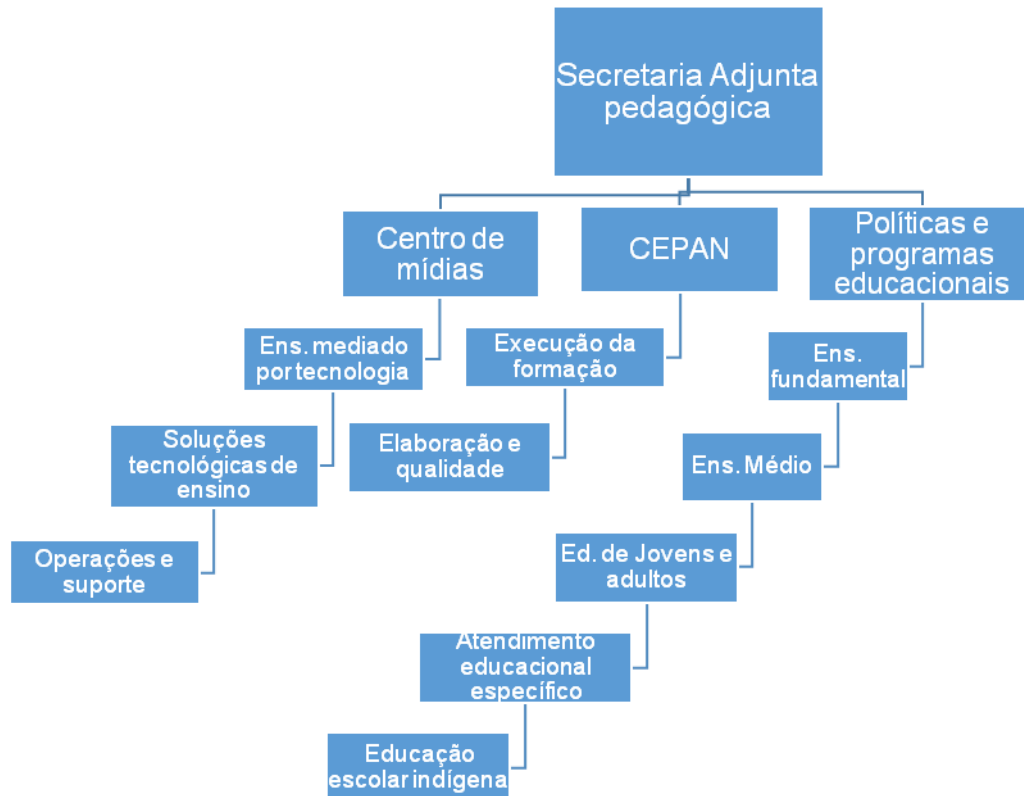 Secretaria Adjunta
pedagógica
Centro de
mídias
CEPAN
Políticas e
programas
educacionais
Ens. mediado
por tecnologia
Execução da
formação
Ens.
fundamental
Soluções
tecnológicas de
ensino
Elaboração e
qualidade
Ens. Médio
Operações e
suporte
Ed. de Jovens e
adultos
Atendimento
educacional
específico
Educação
escolar indígena